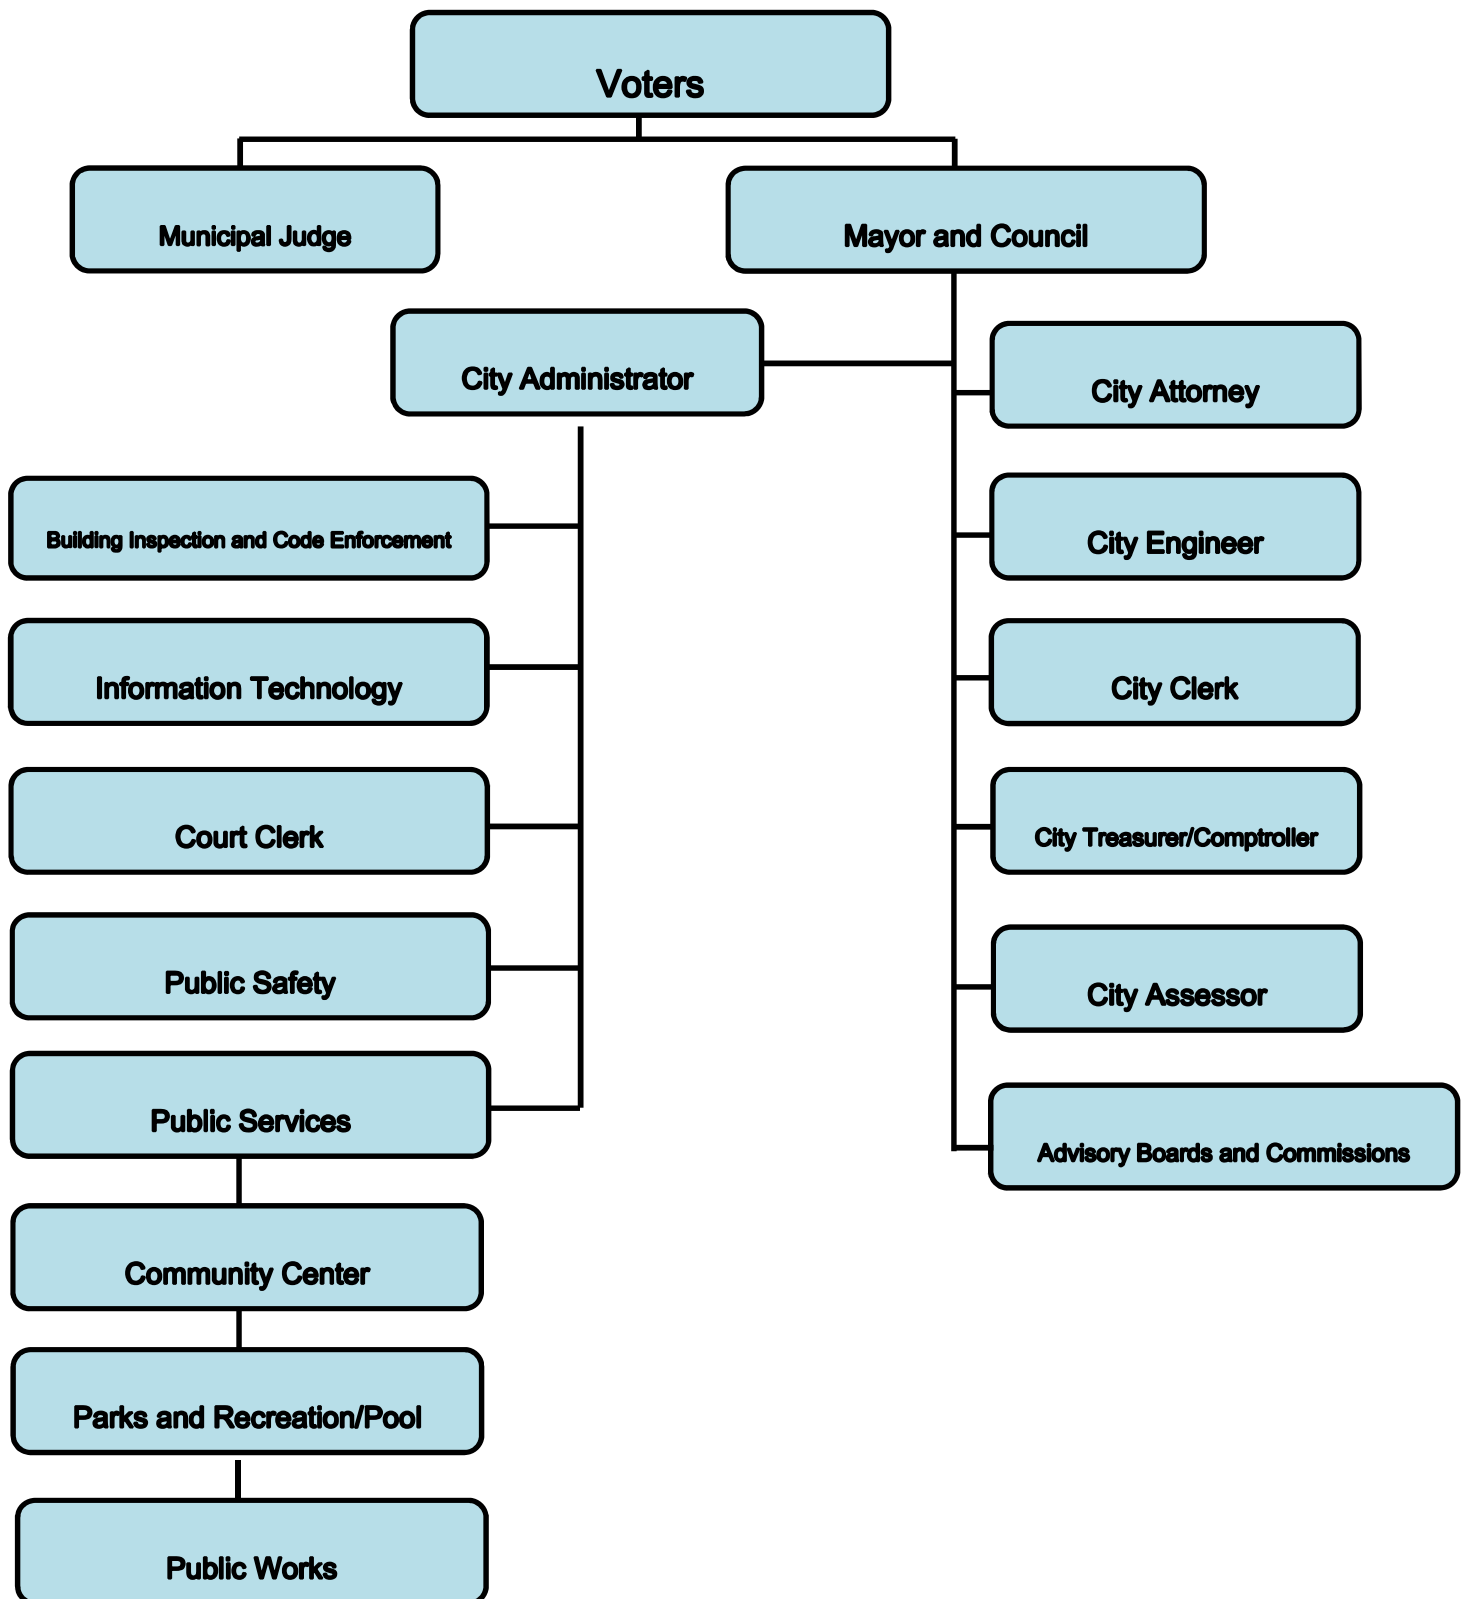 Voters
Municipal Judge
Mayor and Council
City Administrator
City Attorney
Building Inspection and Code Enforcement
City Engineer
Information Technology
City Clerk
Court Clerk
City Treasurer/Comptroller
Public Safety
City Assessor
Public Services
Advisory Boards and Commissions
Community Center
Parks and Recreation/Pool
Public Works